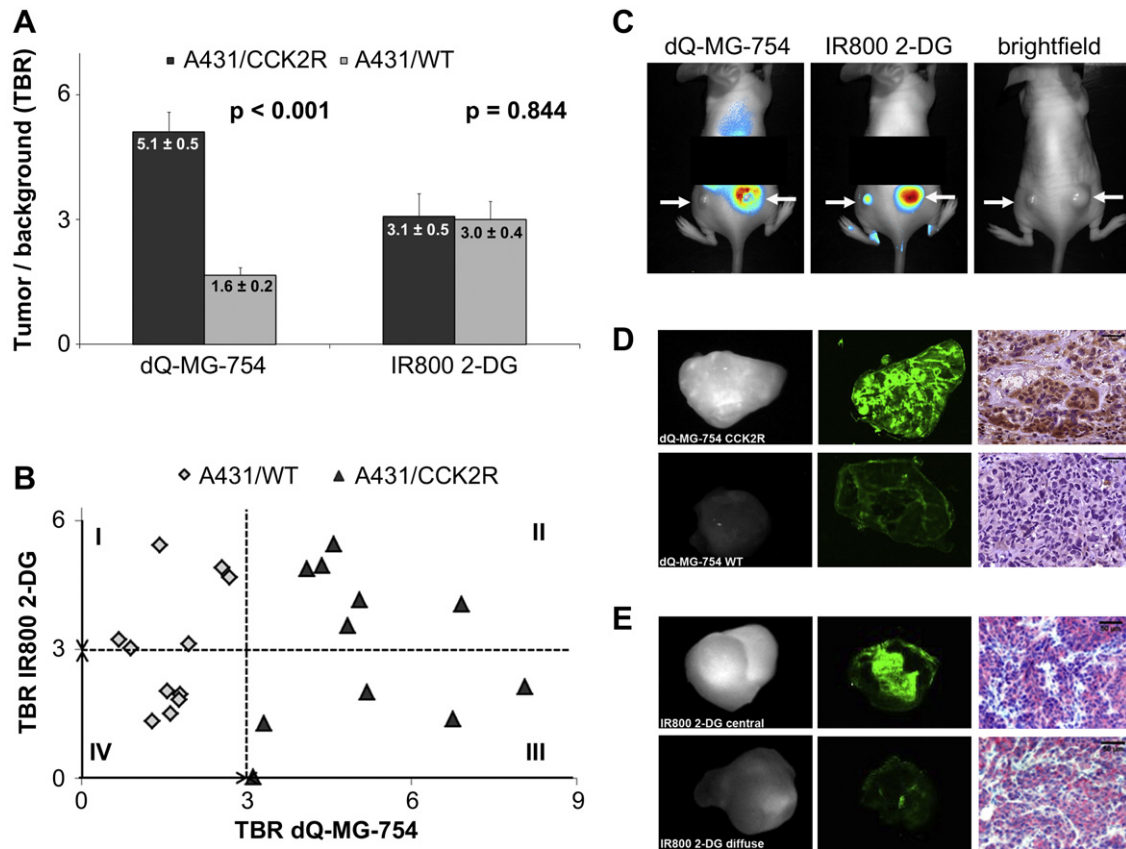 A
■ A431/CCK2R ■ A431/WT
Tumor / background (TBR)
6
3
0
p < 0.001
p = 0.844
5.1 ± 0.5
1.6 ± 0.2
3.1 ± 0.5
3.0 ± 0.4
dQ-MG-754
IR800 2-DG
B
A431/WT
A431/CCK2R
TBR IR800 2-DG
6
3
0
I
II
IV
III
0
3
6
9
TBR dQ-MG-754
C
dQ-MG-754
IR800 2-DG
brightfield
D
dQ-MG-754 CCK2R
dQ-MG-754 WT
E
IR800 2-DG central
50 µm
IR800 2-DG diffuse
50 µm